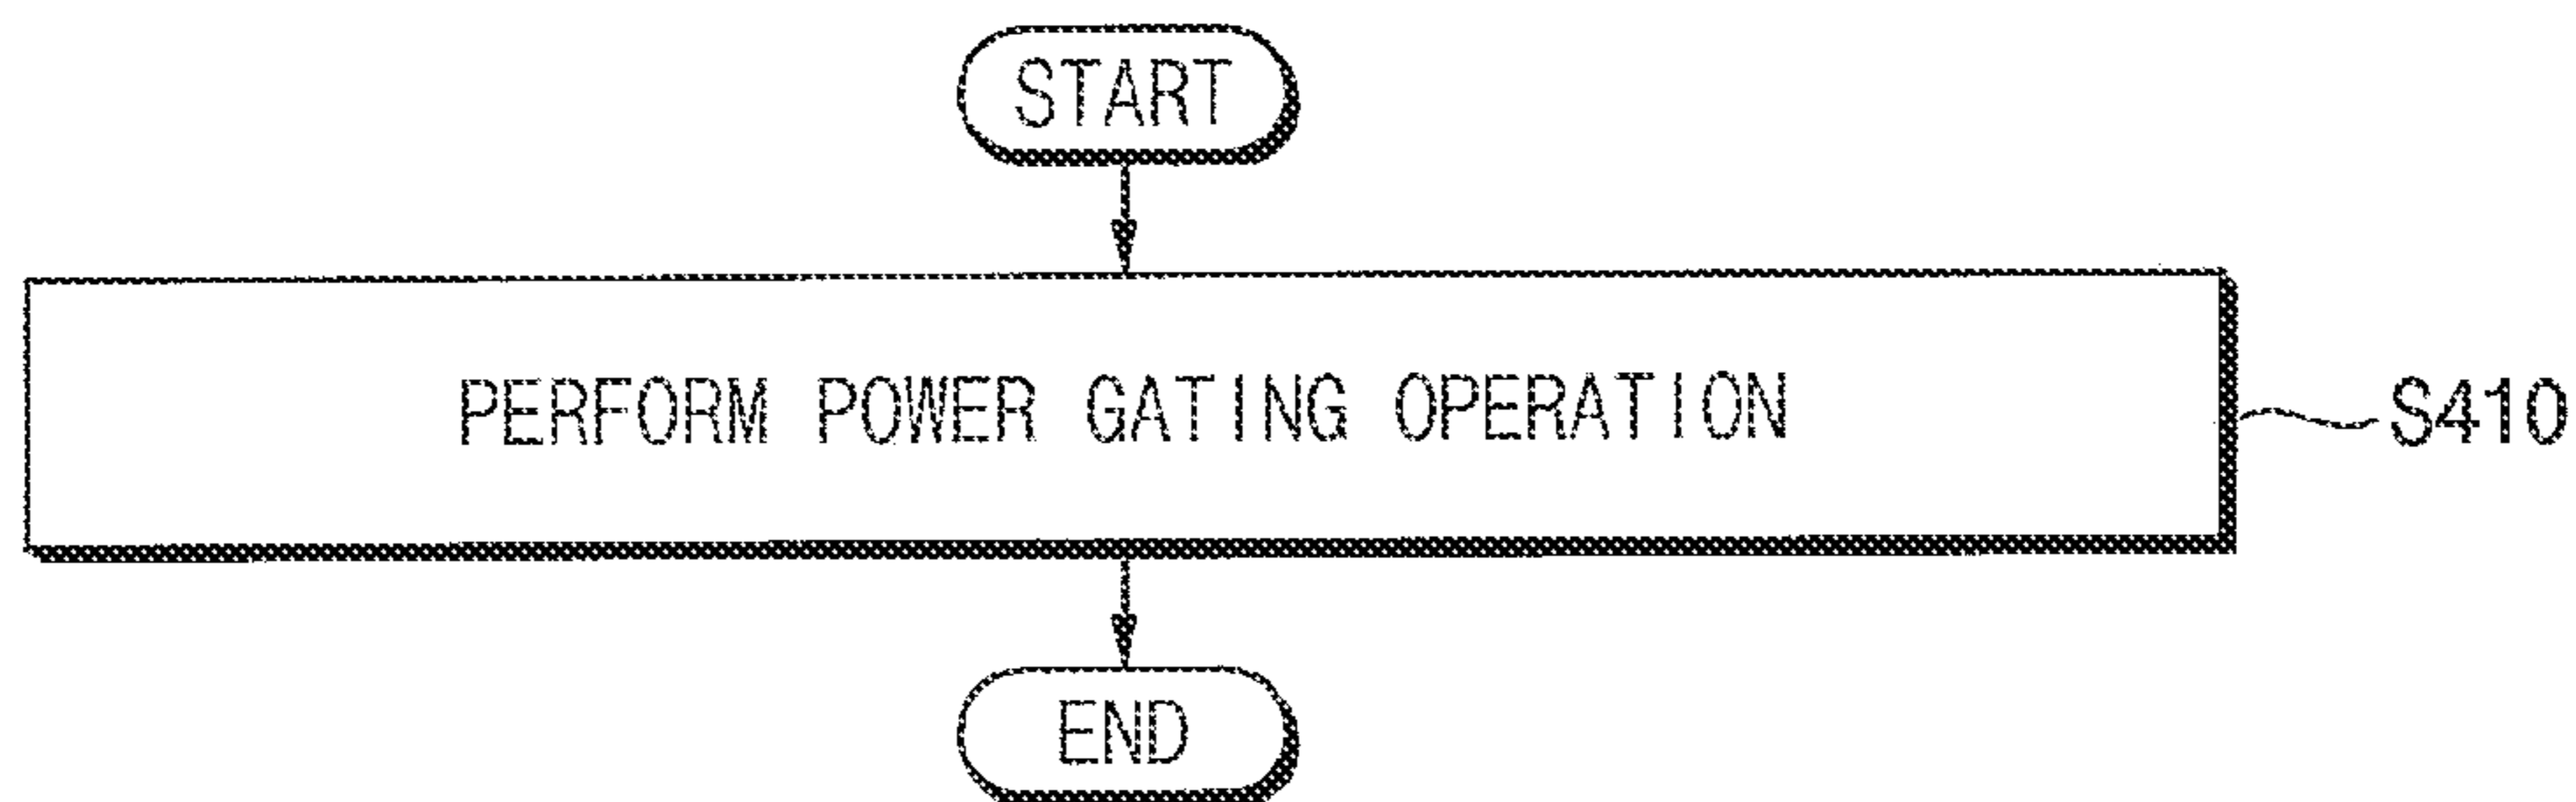 START
PERFORM POWER GATING OPERATION
S410
END